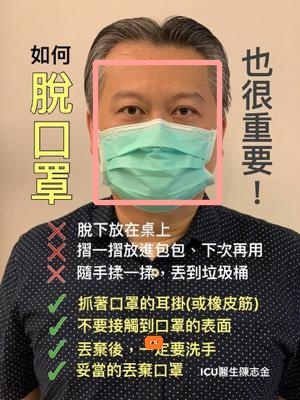 如何
脫口罩
也很重要！
脫下放在桌上
摺一摺放進包包、下次再用
隨手揉一揉，丟到垃圾桶
抓著口罩的耳掛(或橡皮筋)
不要接觸到口罩的表面
丟棄後，一定要洗手
妥當的丟棄口罩
ICU醫生陳志金